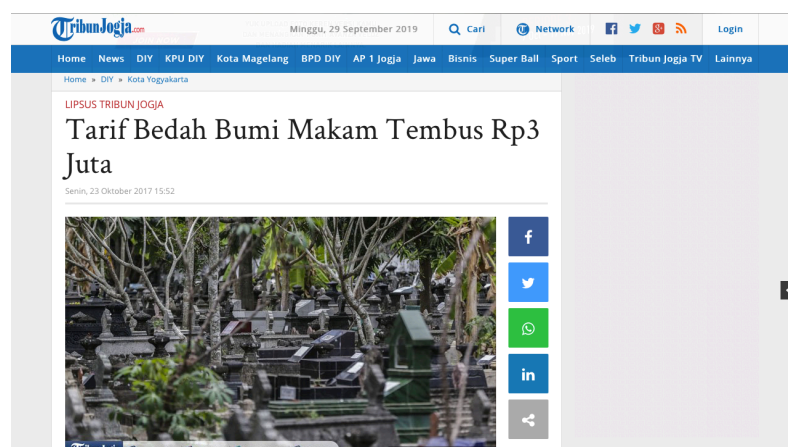 TribunJogja.com
Minggu, 29 September 2019
Cari
Network
Login
Home News DIY KPU DIY Kota Magelang BPD DIY AP 1 Jogja Jawa Bisnis Super Ball Sport Seleb Tribun Jogja TV Lainnya
Home » DIY » Kota Yogyakarta
LIPSUS TRIBUN JOGJA
Tarif Bedah Bumi Makam Tembus Rp3
Juta
Senin, 23 Oktober 2017 15:52